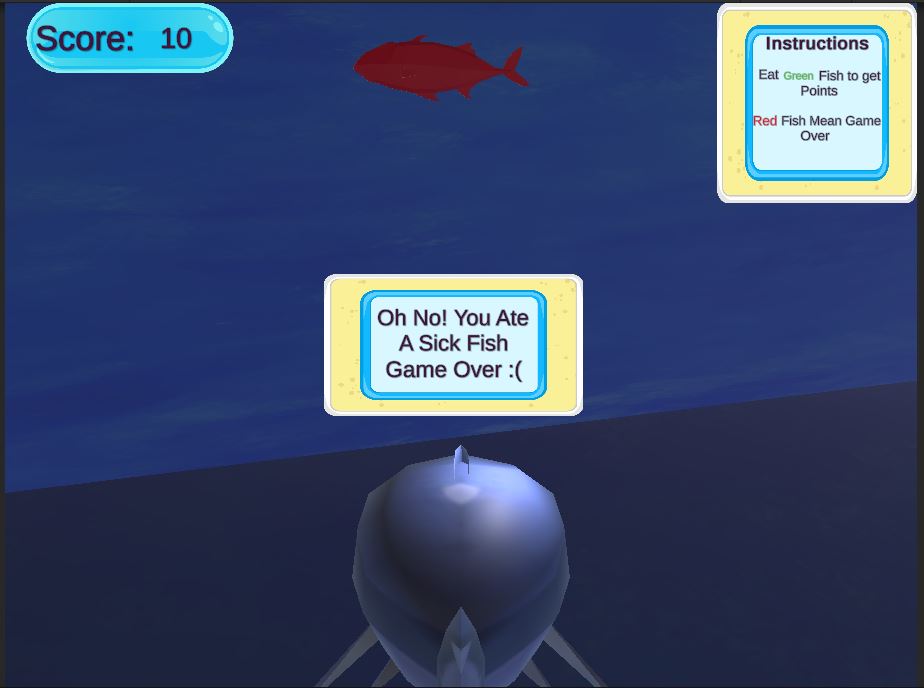 Score: 10
Instructions
Eat Green Fish to get
Points
Red Fish Mean Game
Over
Oh No! You Ate
A Sick Fish
Game Over :(